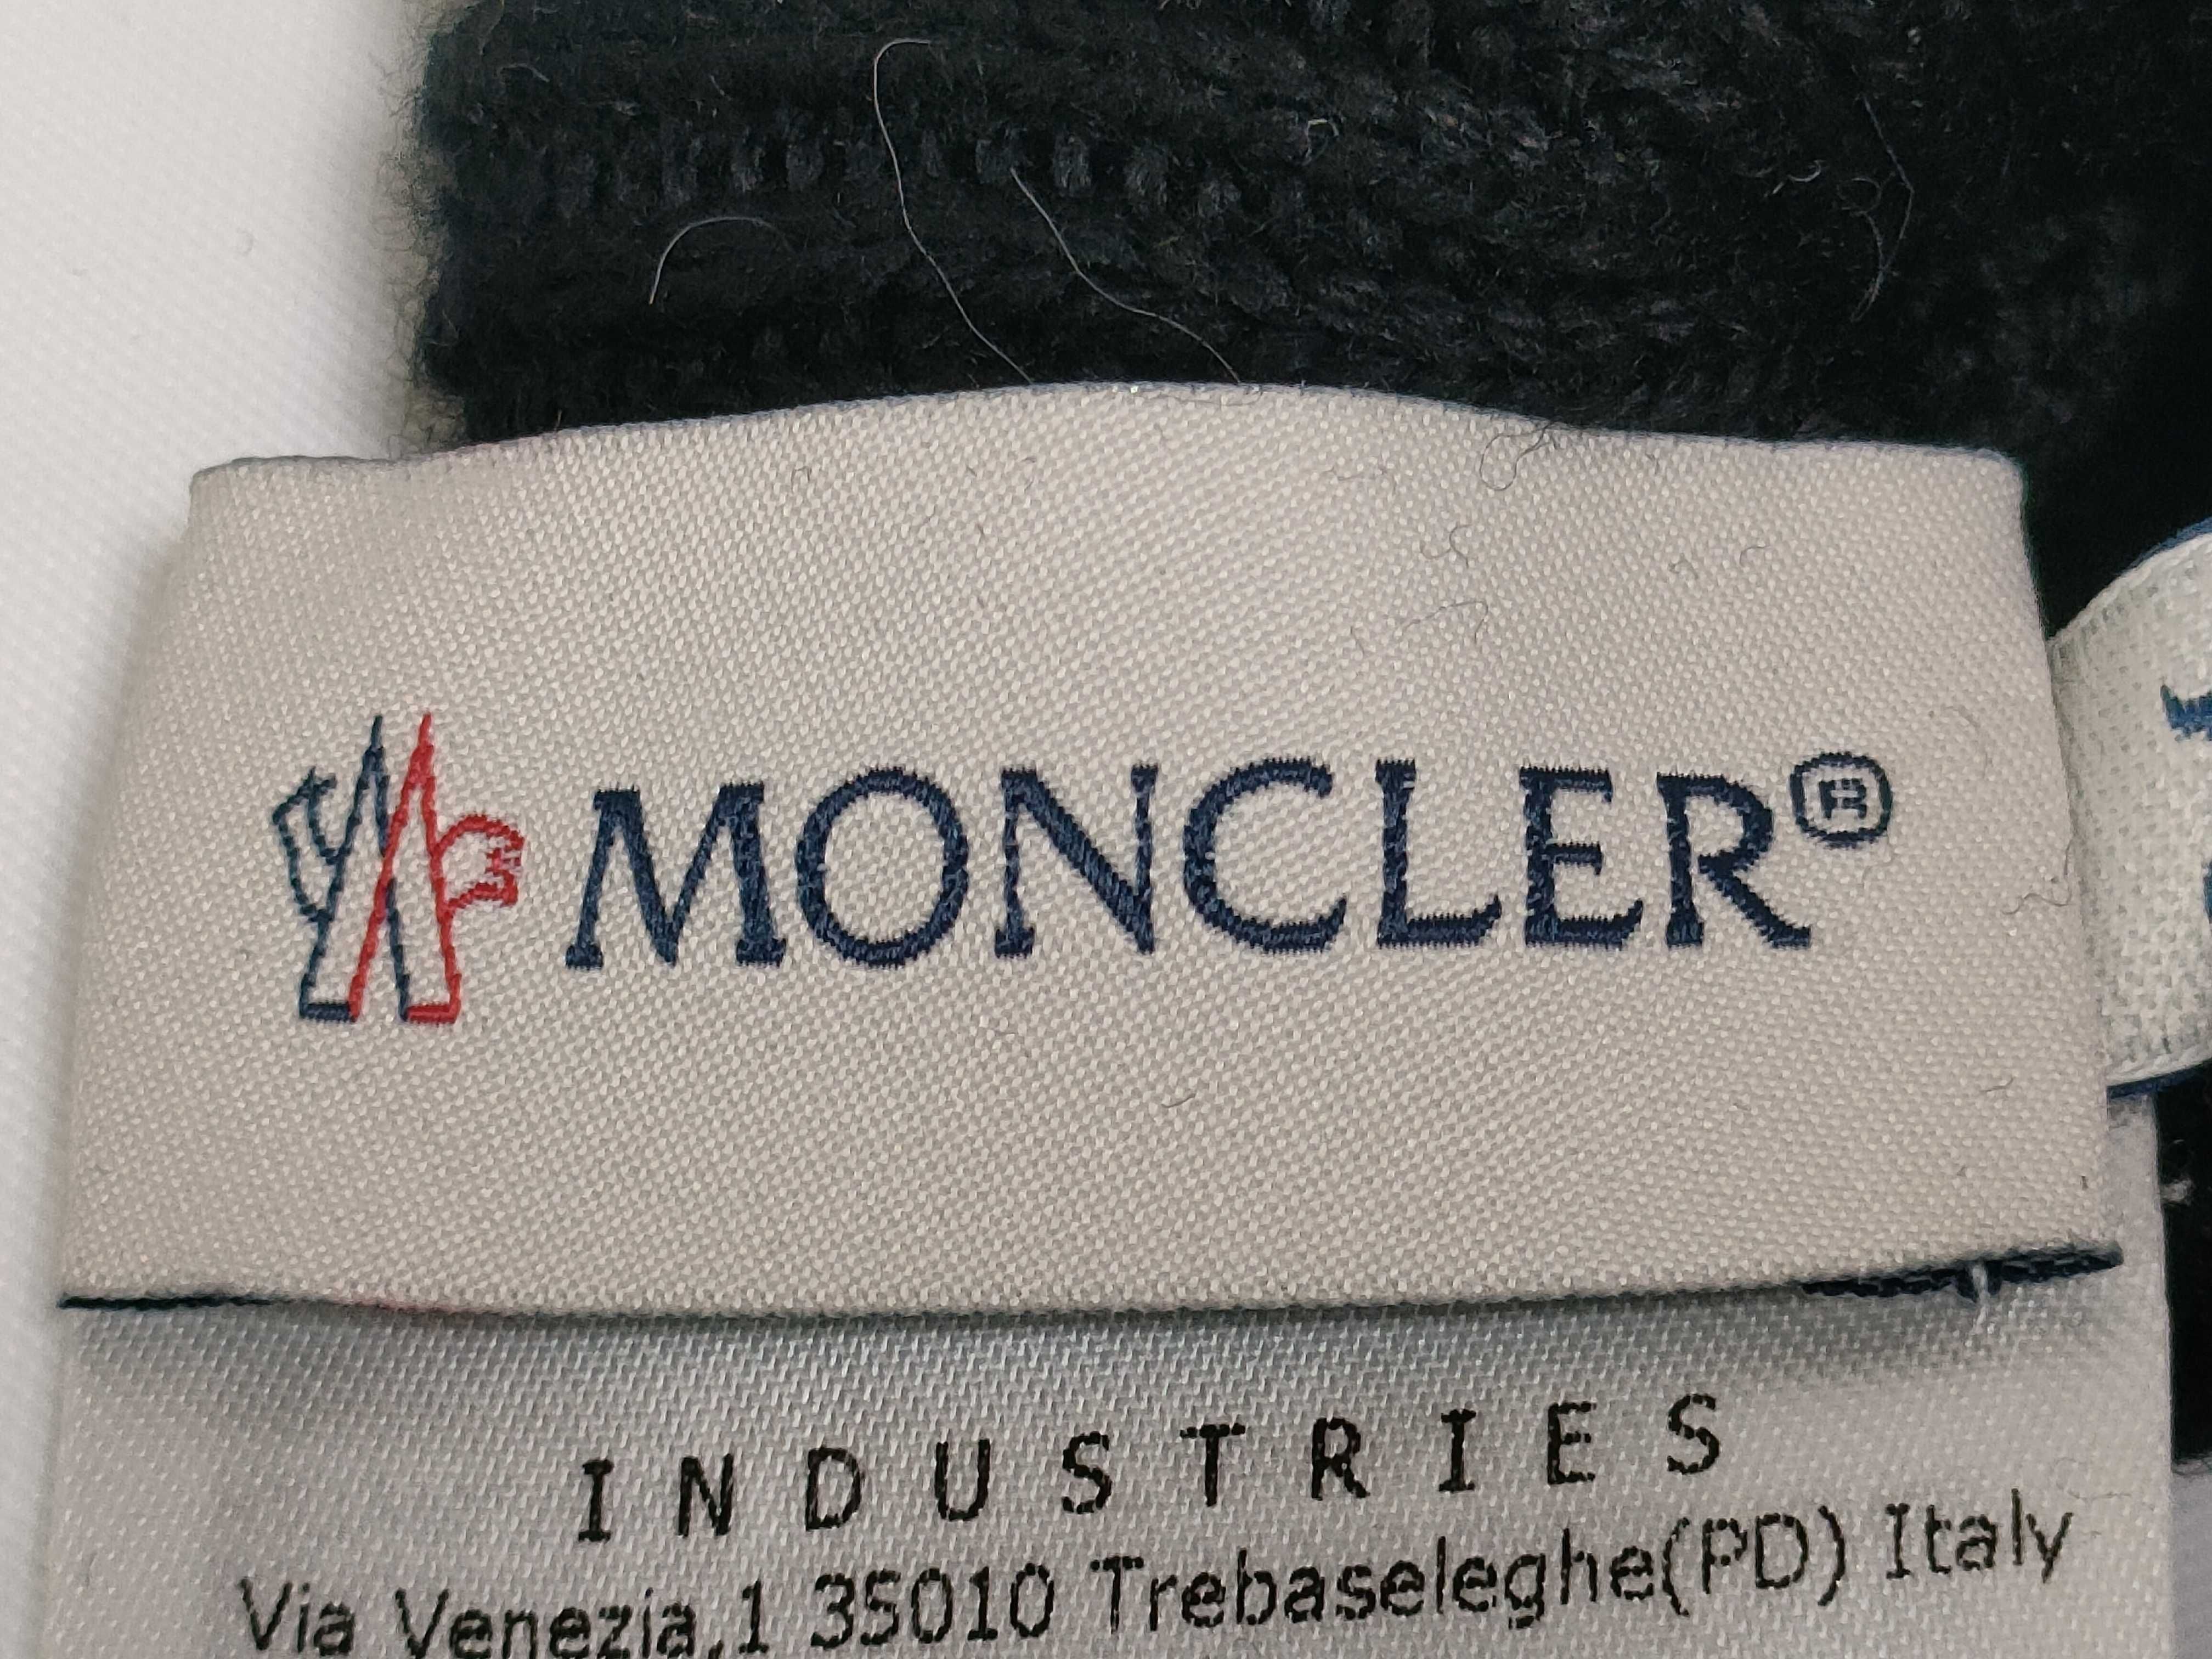 MONCLER®
INDUSTRIES
Via Venezia,1 35010 Trebaseleghe(PD) Italy